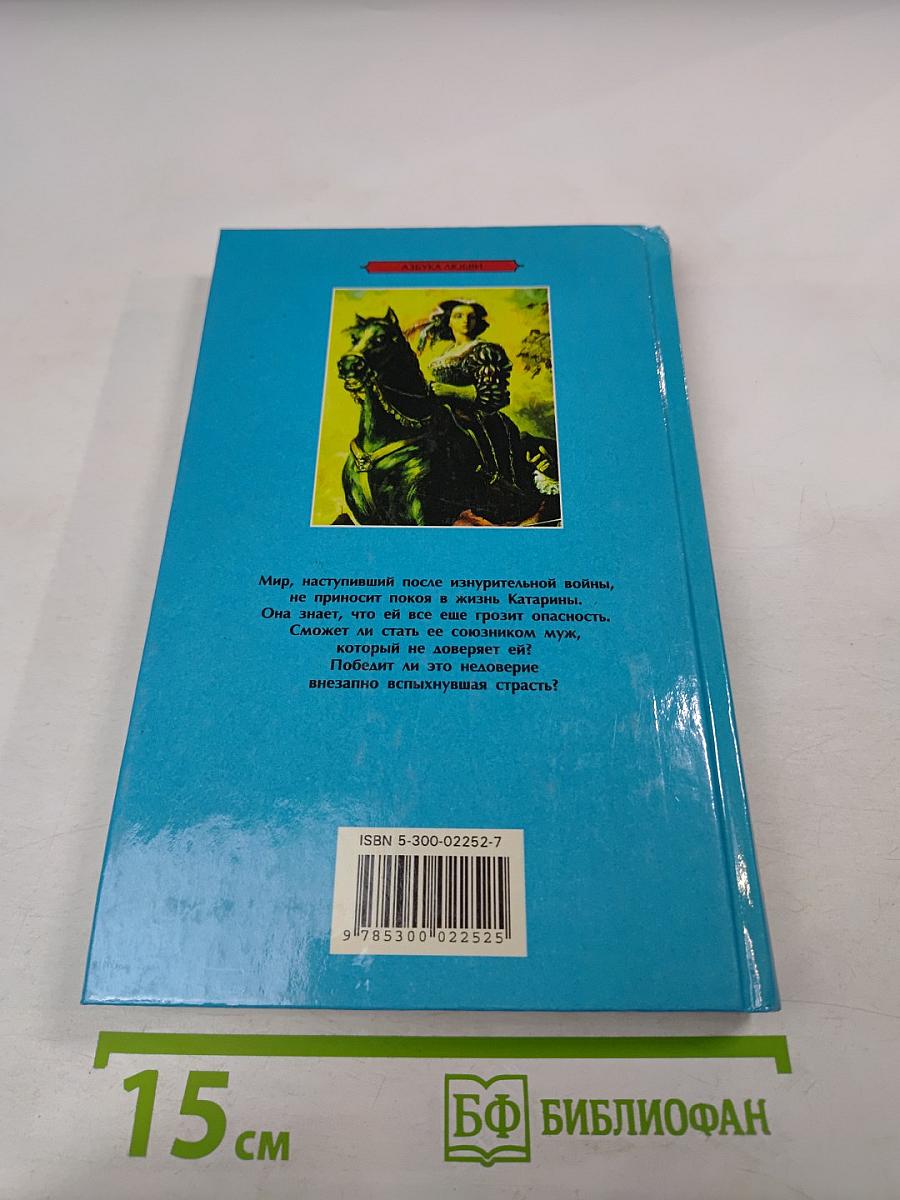 АЗБУКА ЛЮБВИ
Мир, наступивший после изнурительной войны,
не приносит покоя в жизнь Катарины.
Она знает, что ей все еще грозит опасность.
Сможет ли стать ее союзником муж,
который не доверяет ей?
Победит ли это недоверие
внезапно вспыхнувшая страсть?
ISBN 5-300-02252-7
9 785300 022525
15 см
БФ БИБЛИОФАН